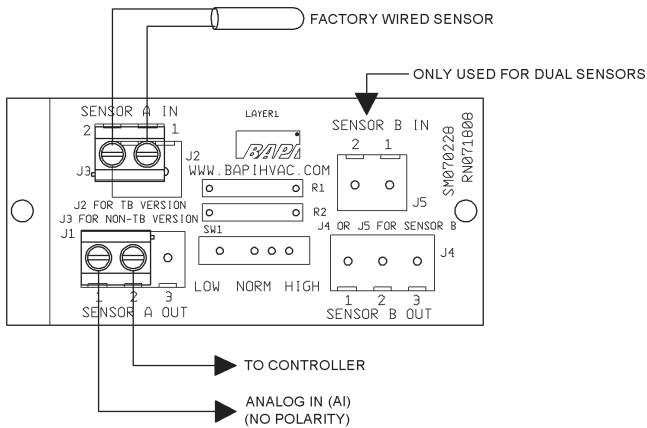 FACTORY WIRED SENSOR
ONLY USED FOR DUAL SENSORS
SENSOR A IN
LAYER1
SENSOR B IN
2 1
2 1
J2
J3
BAPI
WWW.BAPIHVAC.COM
R1
R2
J5
SM070228
RN071808
J2 FOR TB VERSION
J3 FOR NON-TB VERSION
J4 OR J5 FOR SENSOR B
J1
SW1
J4
LOW NORM HIGH
1 2 3
1 2 3
SENSOR A OUT
SENSOR B OUT
TO CONTROLLER
ANALOG IN (AI)
(NO POLARITY)